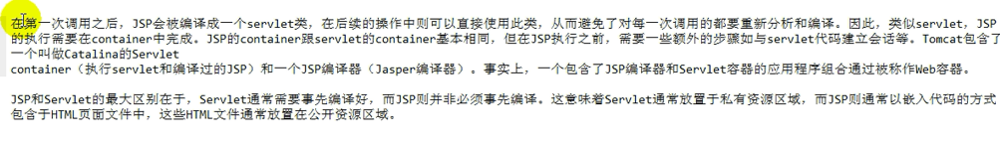 在第一次调用之后，JSP会被编译成一个servlet类，在后续的操作中则可以直接使用此类，从而避免了对每一次调用的都要重新分析和编译。因此，类似servlet，JSP
的执行需要在container中完成。JSP的container跟servlet的container基本相同，但在JSP执行之前，需要一些额外的步骤如与servlet代码建立会话等。Tomcat包含了
一个叫做Catalina的Servlet
container（执行servlet和编译过的JSP）和一个JSP编译器（Jasper编译器）。事实上，一个包含了JSP编译器和Servlet容器的应用程序组合通过被称作Web容器。
JSP和Servlet的最大区别在于，Servlet通常需要事先编译好，而JSP则并非必须事先编译。这意味着Servlet通常放置于私有资源区域，而JSP则通常以嵌入代码的方式
包含于HTML页面文件中，这些HTML文件通常放置在公开资源区域。